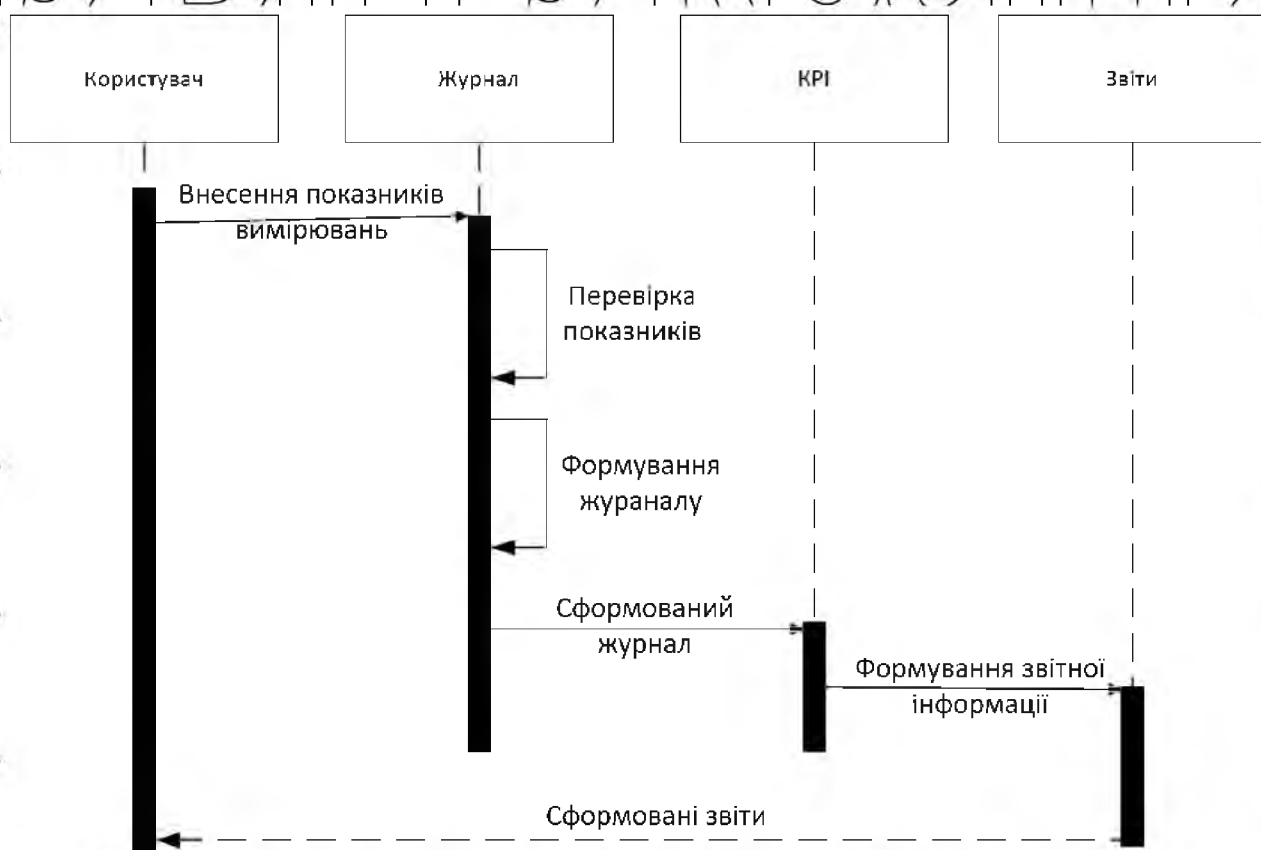 Користувач
Журнал
KPI
Звіти
Внесення показників
вимірювань
Перевірка
показників
Формування
жураналу
Сформований
журнал
Формування звітної
інформації
Сформовані звіти